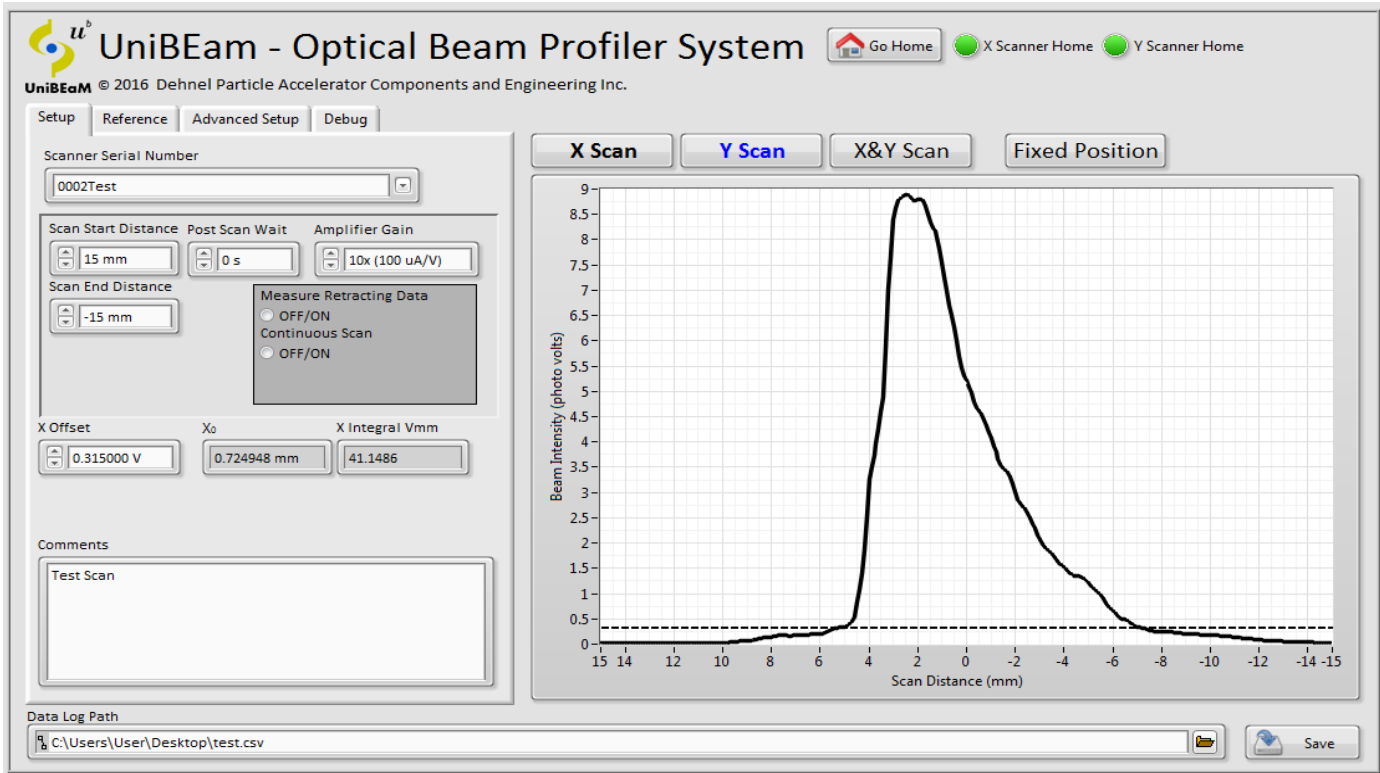 u^b UniBEam - Optical Beam Profiler System Go Home X Scanner Home Y Scanner Home
UniBEaM © 2016 Dehnel Particle Accelerator Components and Engineering Inc.
Setup Reference Advanced Setup Debug
Scanner Serial Number
0002Test
Scan Start Distance Post Scan Wait Amplifier Gain
15 mm 0 s 10x (100 uA/V)
Scan End Distance
-15 mm
Measure Retracting Data
OFF/ON
Continuous Scan
OFF/ON
X Offset X₀ X Integral Vmm
0.315000 V 0.724948 mm 41.1486
Comments
Test Scan
X Scan Y Scan X&Y Scan Fixed Position
Beam Intensity (photo volts)
9
8.5
8
7.5
7
6.5
6
5.5
5
4.5
4
3.5
3
2.5
2
1.5
1
0.5
0
15 14 12 10 8 6 4 2 0 -2 -4 -6 -8 -10 -12 -14 -15
Scan Distance (mm)
Data Log Path
C:\Users\User\Desktop\test.csv Save